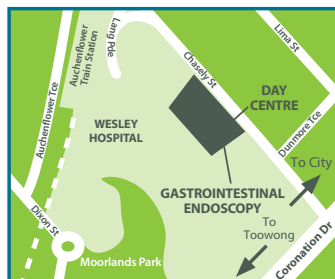 Auchenflower
Train Station
Lang Pde
Lima St
Chasely St
Auchenflower Tce
DAY
CENTRE
WESLEY
HOSPITAL
Dunmore Tce
To City
GASTROINTESTINAL
ENDOSCOPY
Dixon St
To
Toowong
Coronation Dr
Moorlands Park